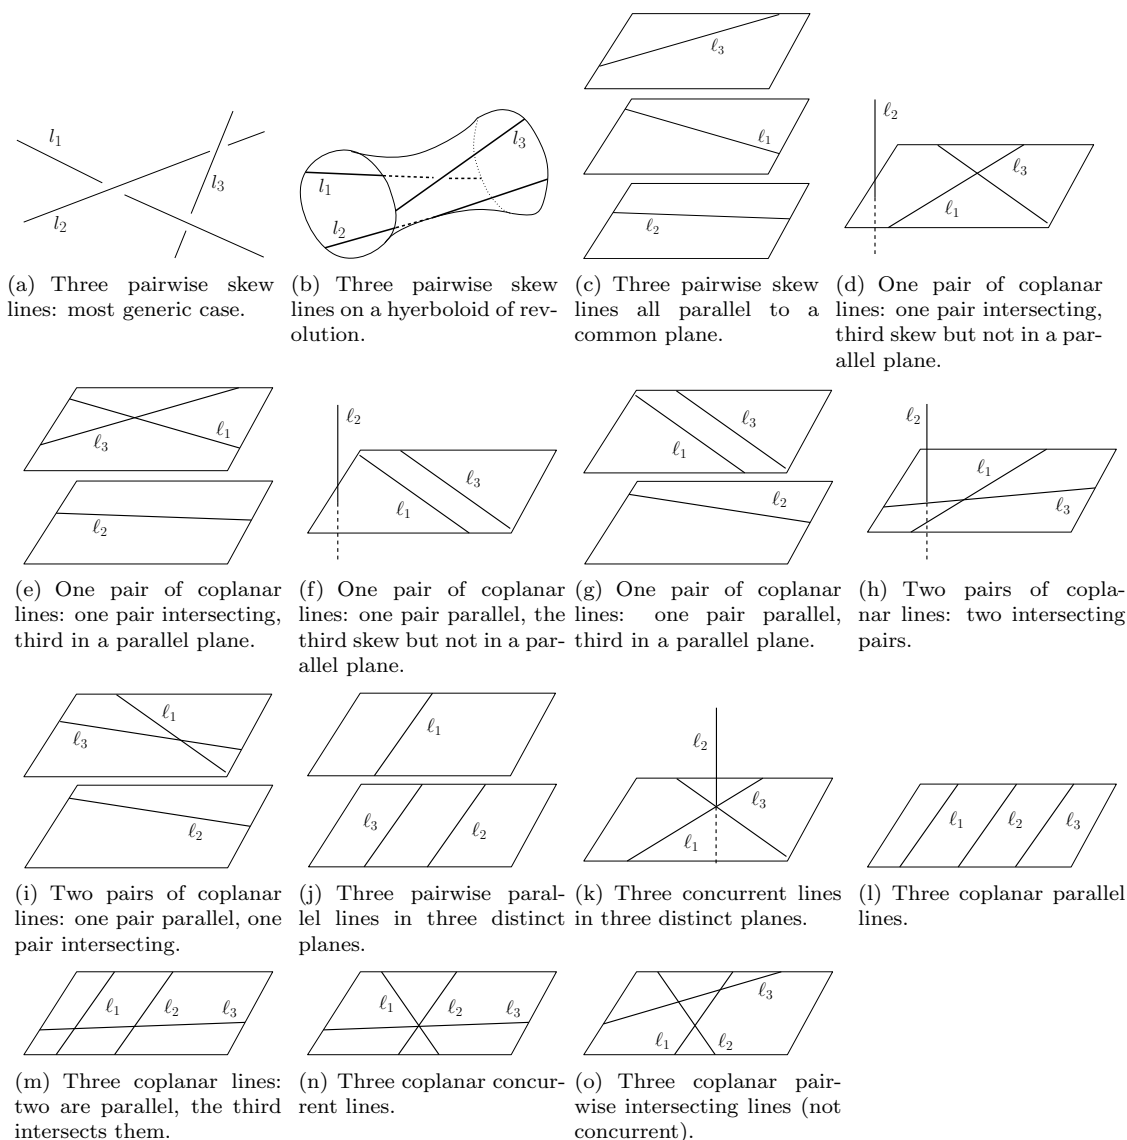 ℓ3
ℓ1
ℓ2
l1
l2
l3
l1
l2
l3
ℓ2
ℓ3
ℓ1
(a) Three pairwise skew
lines: most generic case.
(b) Three pairwise skew
lines on a hyerboloid of rev-
olution.
(c) Three pairwise skew
lines all parallel to a
common plane.
(d) One pair of coplanar
lines: one pair intersecting,
third skew but not in a par-
allel plane.
ℓ3
ℓ1
ℓ2
ℓ2
ℓ3
ℓ1
ℓ3
ℓ1
ℓ2
ℓ2
ℓ1
ℓ3
(e) One pair of coplanar
lines: one pair intersecting,
third in a parallel plane.
(f) One pair of coplanar
lines: one pair parallel, the
third skew but not in a par-
allel plane.
(g) One pair of coplanar
lines: one pair parallel,
third in a parallel plane.
(h) Two pairs of copla-
nar lines: two intersecting
pairs.
ℓ1
ℓ3
ℓ2
ℓ1
ℓ3
ℓ2
ℓ2
ℓ3
ℓ1
ℓ1
ℓ2
ℓ3
(i) Two pairs of coplanar
lines: one pair parallel, one
pair intersecting.
(j) Three pairwise paral-
lel lines in three distinct
planes.
(k) Three concurrent lines
in three distinct planes.
(l) Three coplanar parallel
lines.
ℓ1
ℓ2
ℓ3
ℓ1
ℓ2
ℓ3
ℓ3
ℓ1
ℓ2
(m) Three coplanar lines:
two are parallel, the third
intersects them.
(n) Three coplanar concur-
rent lines.
(o) Three coplanar pair-
wise intersecting lines (not
concurrent).